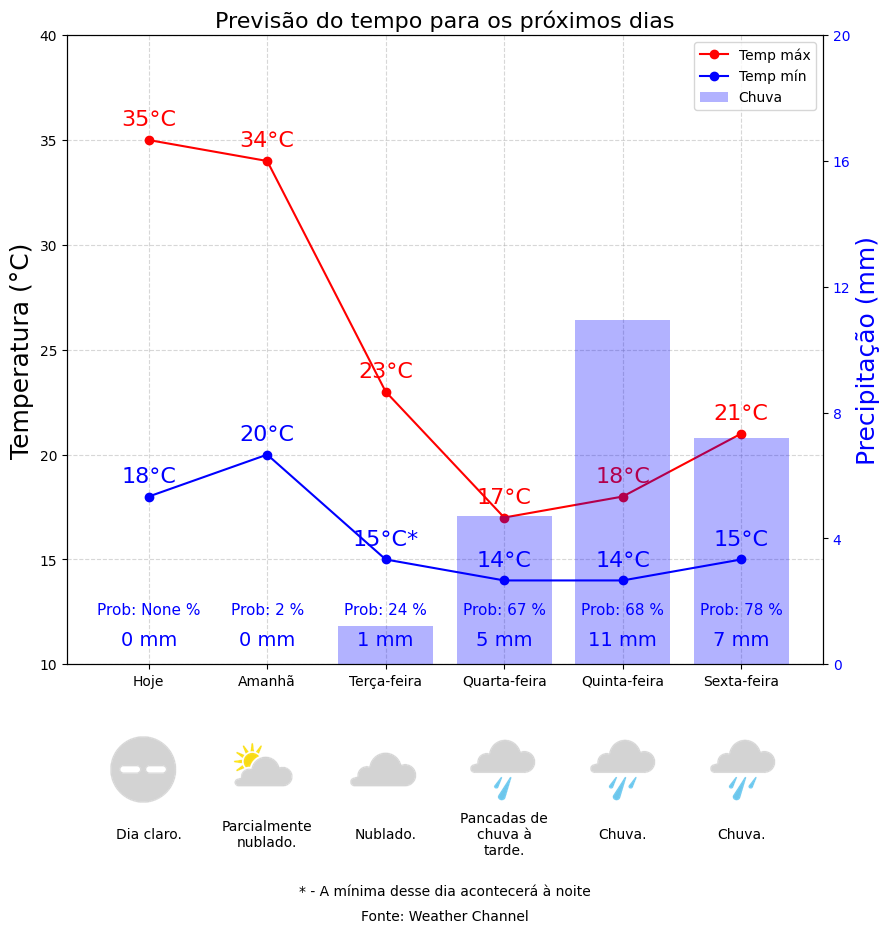 Previsão do tempo para os próximos dias
Temp máx
Temp mín
Chuva
Temperatura (°C)
40
35
30
25
20
15
10
Precipitação (mm)
20
16
12
8
4
0
35°C
34°C
23°C
17°C
18°C
21°C
18°C
20°C
15°C*
14°C
14°C
15°C
Prob: None %
Prob: 2 %
Prob: 24 %
Prob: 67 %
Prob: 68 %
Prob: 78 %
0 mm
0 mm
1 mm
5 mm
11 mm
7 mm
Hoje
Amanhã
Terça-feira
Quarta-feira
Quinta-feira
Sexta-feira
Dia claro.
Parcialmente
nublado.
Nublado.
Pancadas de
chuva à
tarde.
Chuva.
Chuva.
* - A mínima desse dia acontecerá à noite
Fonte: Weather Channel